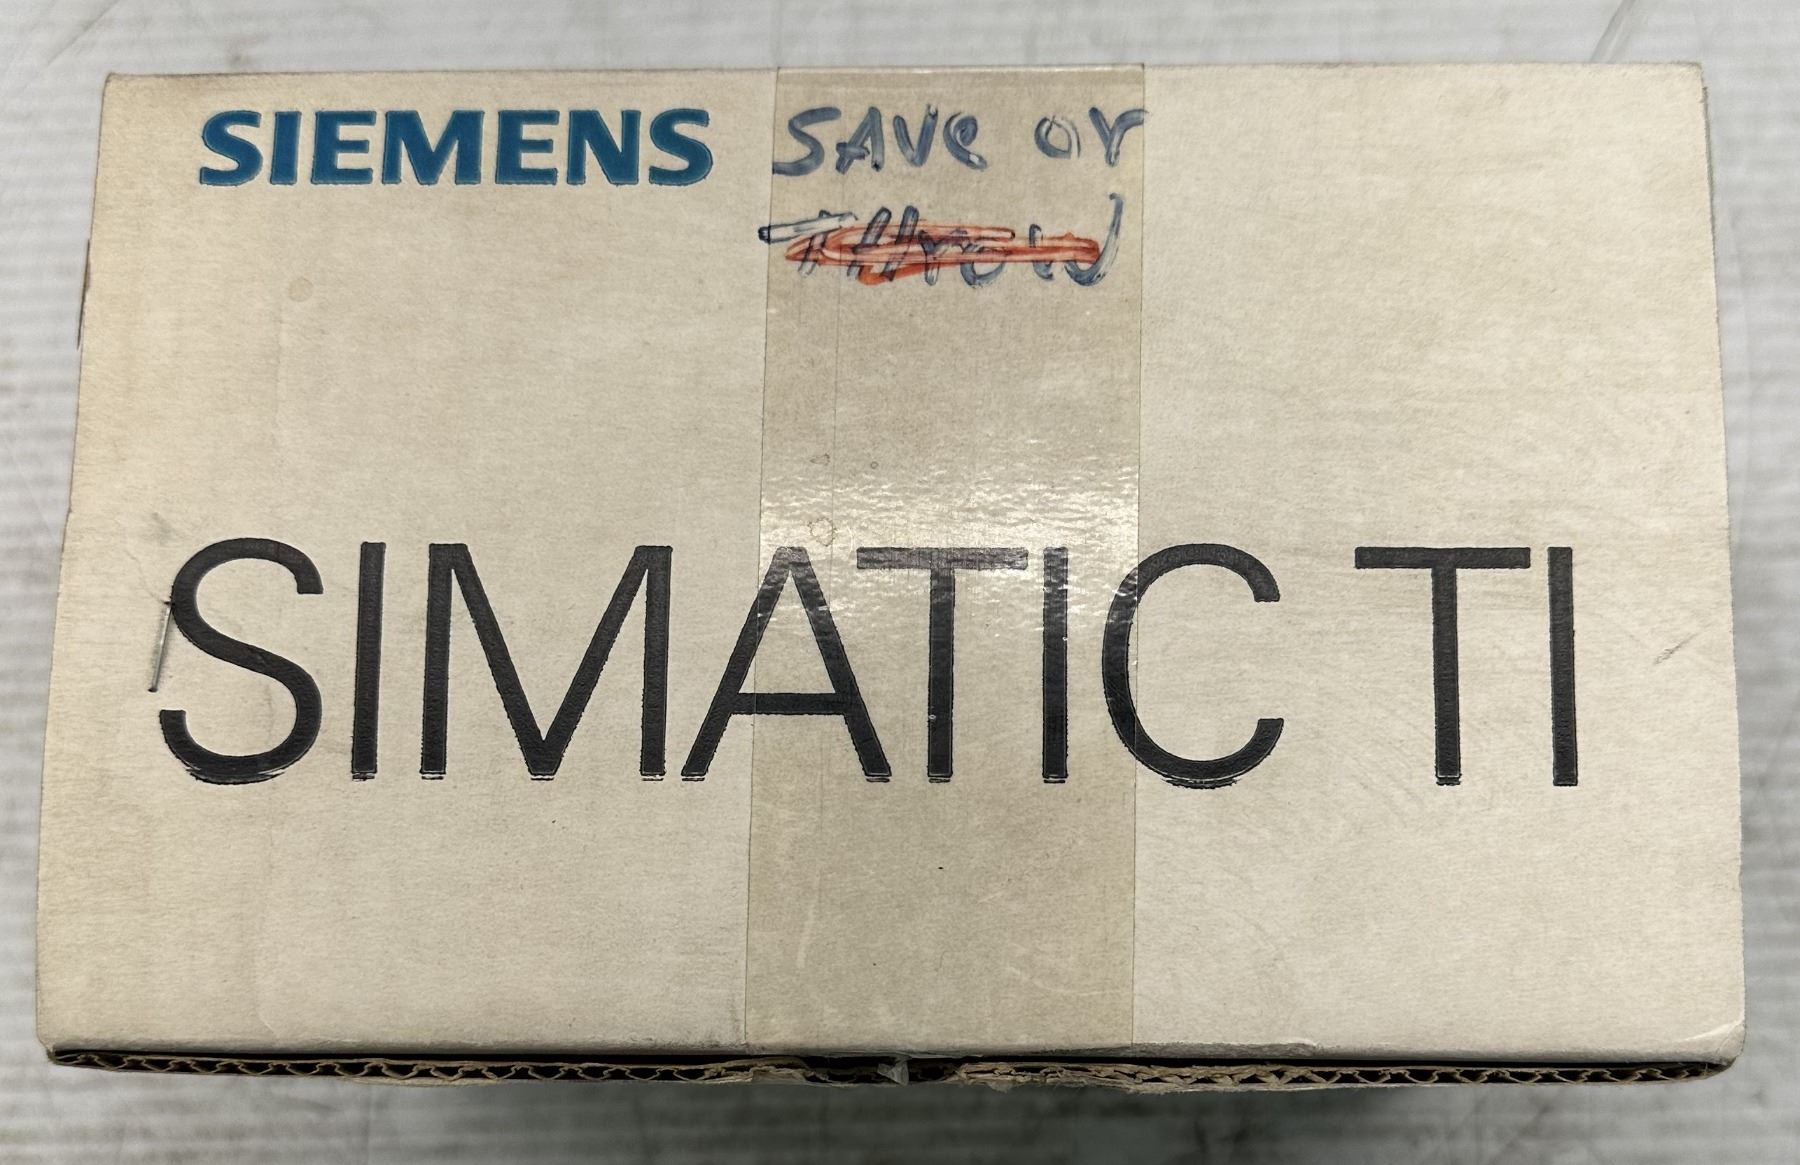 SIEMENS
SAVe or
THroW
SIMATIC TI